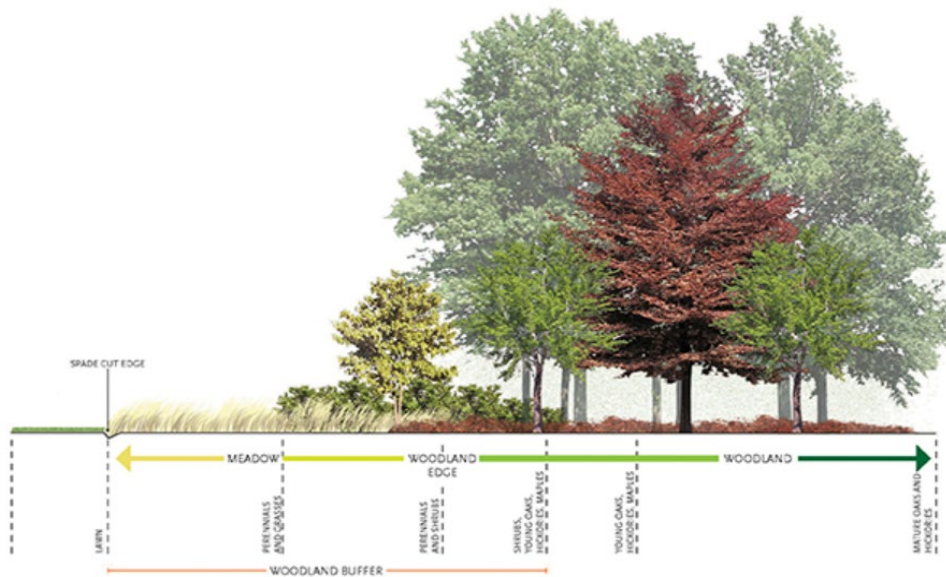 SPADE CUT EDGE
MEADOW
WOODLAND
EDGE
WOODLAND
LAWN
PERENNIALS
AND GRASSES
PERENNIALS
AND SHRUBS
SHRUBS,
YOUNG OAKS,
HICKORIES, MAPLES
YOUNG OAKS,
HICKORIES, MAPLES
MATURE OAKS AND
HICKORIES
WOODLAND BUFFER